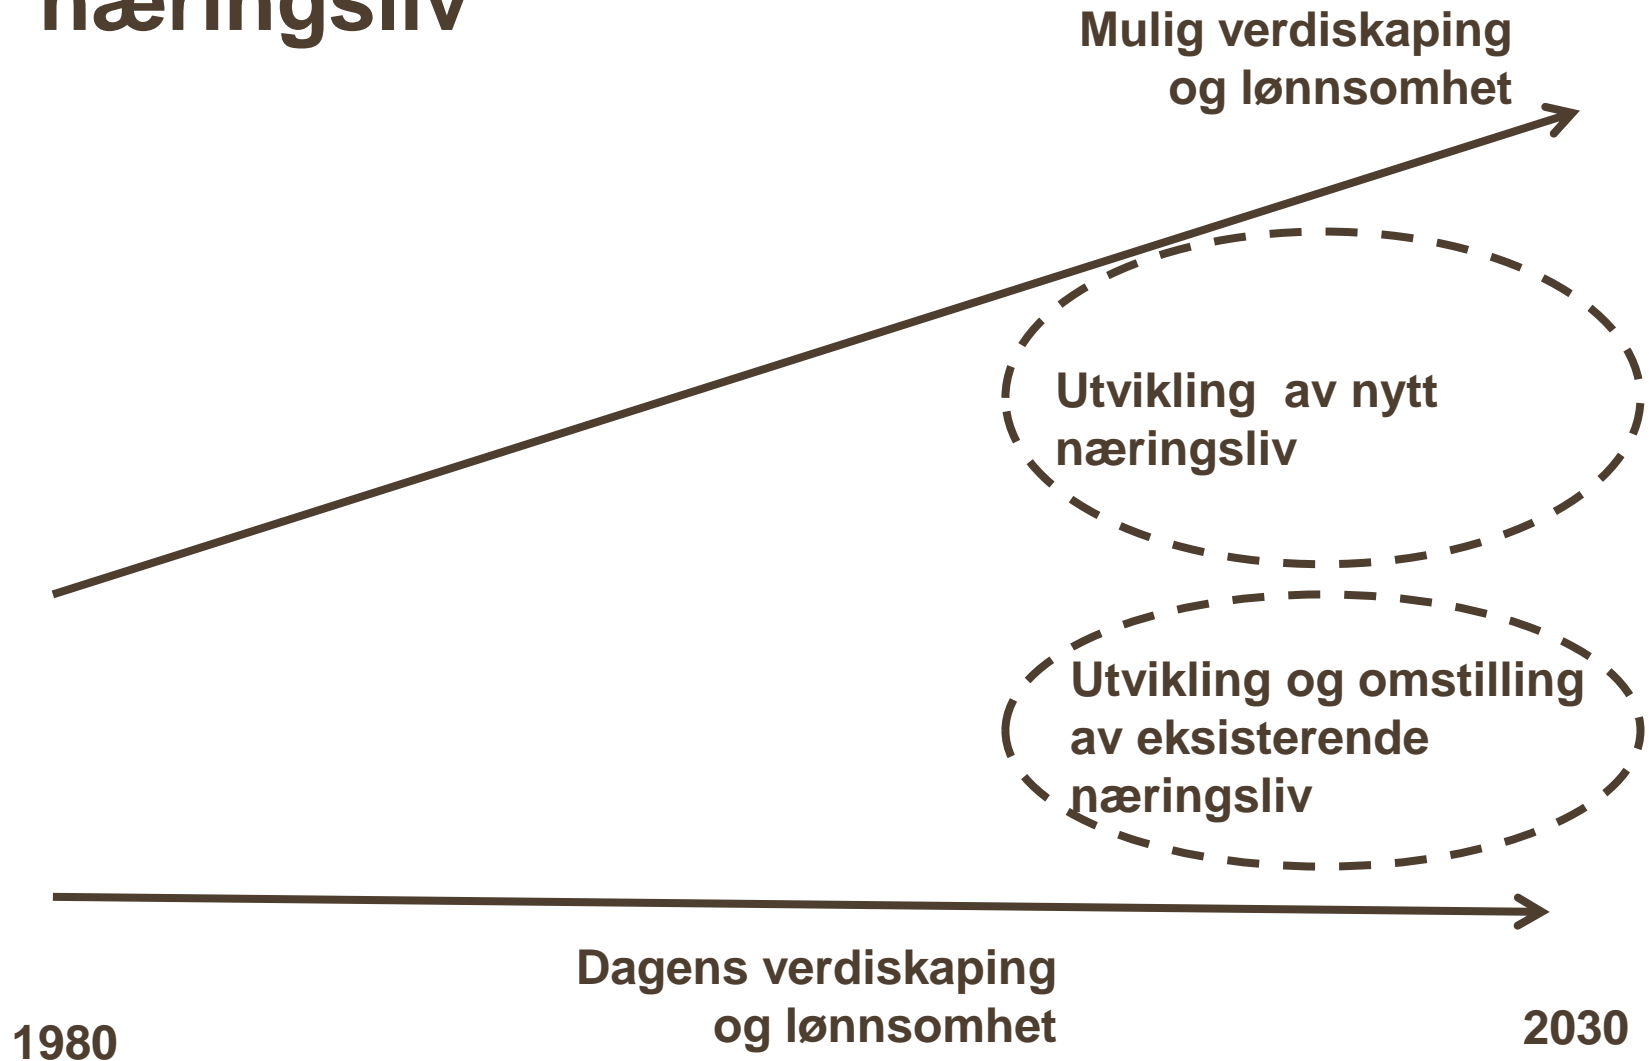 næringsliv
Mulig verdiskaping
og lønnsomhet
Utvikling av nytt
næringsliv
Utvikling og omstilling
av eksisterende
næringsliv
Dagens verdiskaping
og lønnsomhet
1980
2030